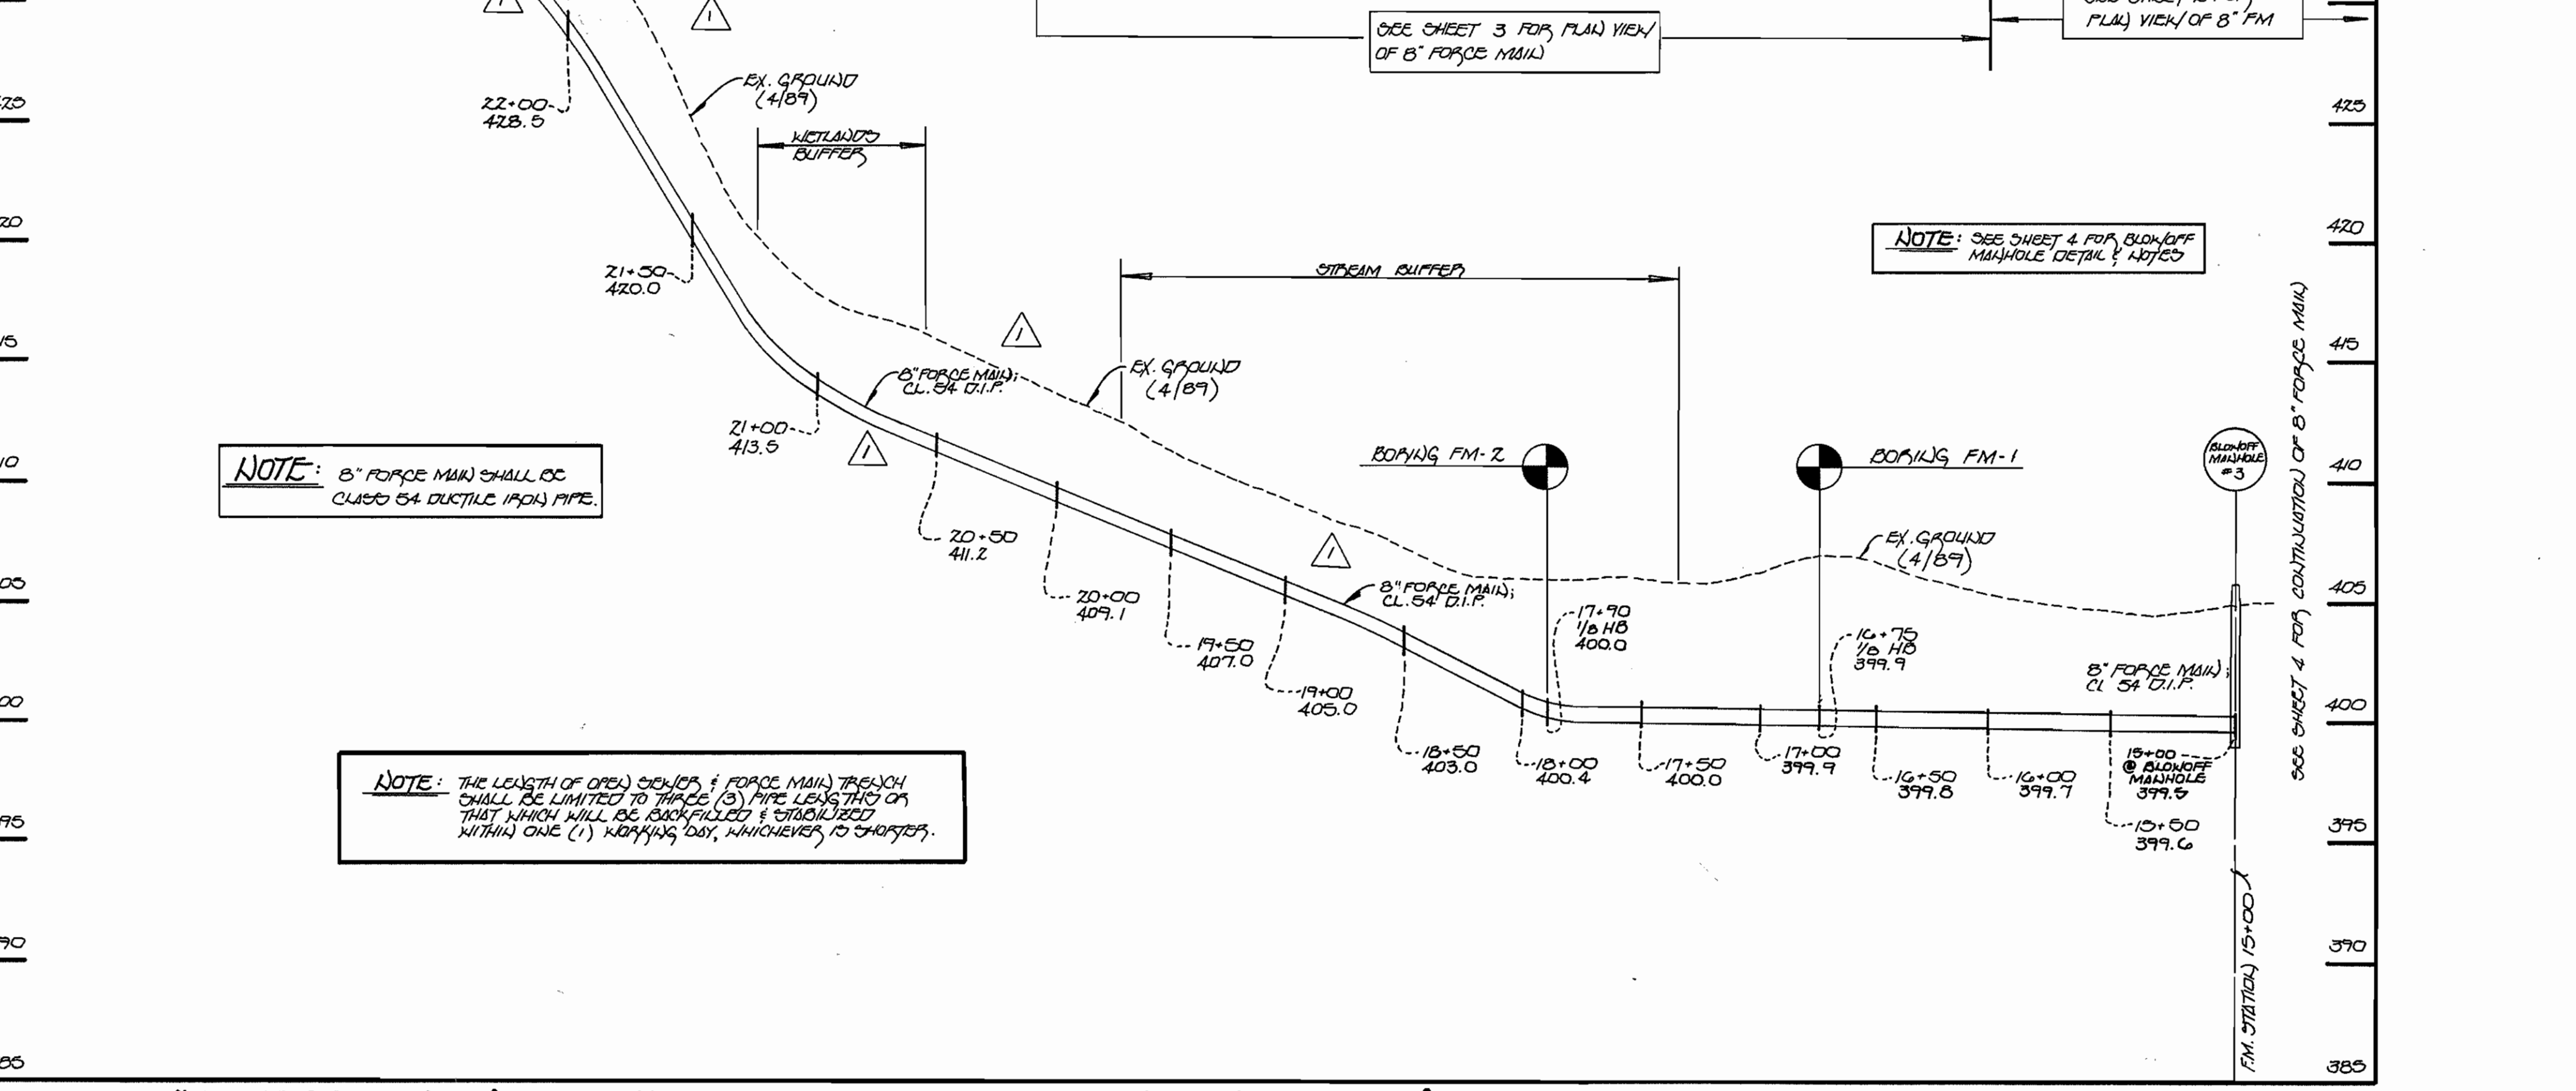 SEE SHEET 3 FOR PLAN VIEW
OF 8" FORCE MAIN
PLAN VIEW OF 8" FM
1
1
EX. GROUND
(4/89)
22+00
428.5
425
WETLANDS
BUFFER
420
NOTE: SEE SHEET 4 FOR BLOWOFF
MANHOLE DETAIL & NOTES
21+50
420.0
STREAM BUFFER
1
415
8" FORCE MAIN;
CL. 54 D.I.P.
EX. GROUND
(4/89)
21+00
413.5
1
BORING FM-2
BORING FM-1
BLOWOFF
MANHOLE
#3
410
NOTE: 8" FORCE MAIN SHALL BE
CLASS 54 DUCTILE IRON PIPE.
20+50
411.2
1
EX. GROUND
(4/89)
SEE SHEET 4 FOR CONTINUATION OF 8" FORCE MAIN
405
20+00
409.1
8" FORCE MAIN;
CL. 54 D.I.P.
17+90
1/8 HB
400.0
16+75
1/8 HB
399.9
19+50
407.0
8" FORCE MAIN;
CL 54 D.I.P.
19+00
405.0
400
18+50
403.0
18+00
400.4
17+50
400.0
17+00
399.9
16+50
399.8
16+00
399.7
15+00
@ BLOWOFF
MANHOLE
399.5
15+50
399.6
395
NOTE: THE LENGTH OF OPEN SEWER & FORCE MAIN TRENCH
SHALL BE LIMITED TO THREE (3) PIPE LENGTHS OR
THAT WHICH WILL BE BACKFILLED & STABILIZED
WITHIN ONE (1) WORKING DAY, WHICHEVER IS SHORTER.
390
F.M. STATION 15+00
385